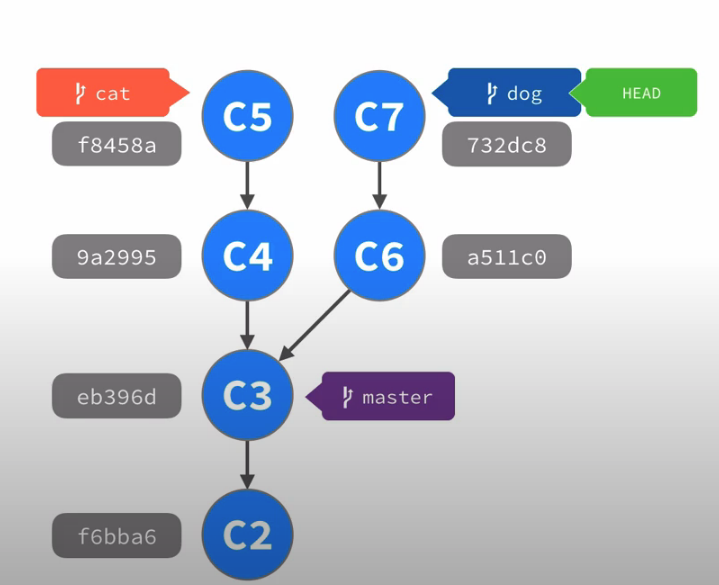 cat
C5
C7
dog
HEAD
f8458a
732dc8
9a2995
C4
C6
a511c0
eb396d
C3
master
f6bba6
C2